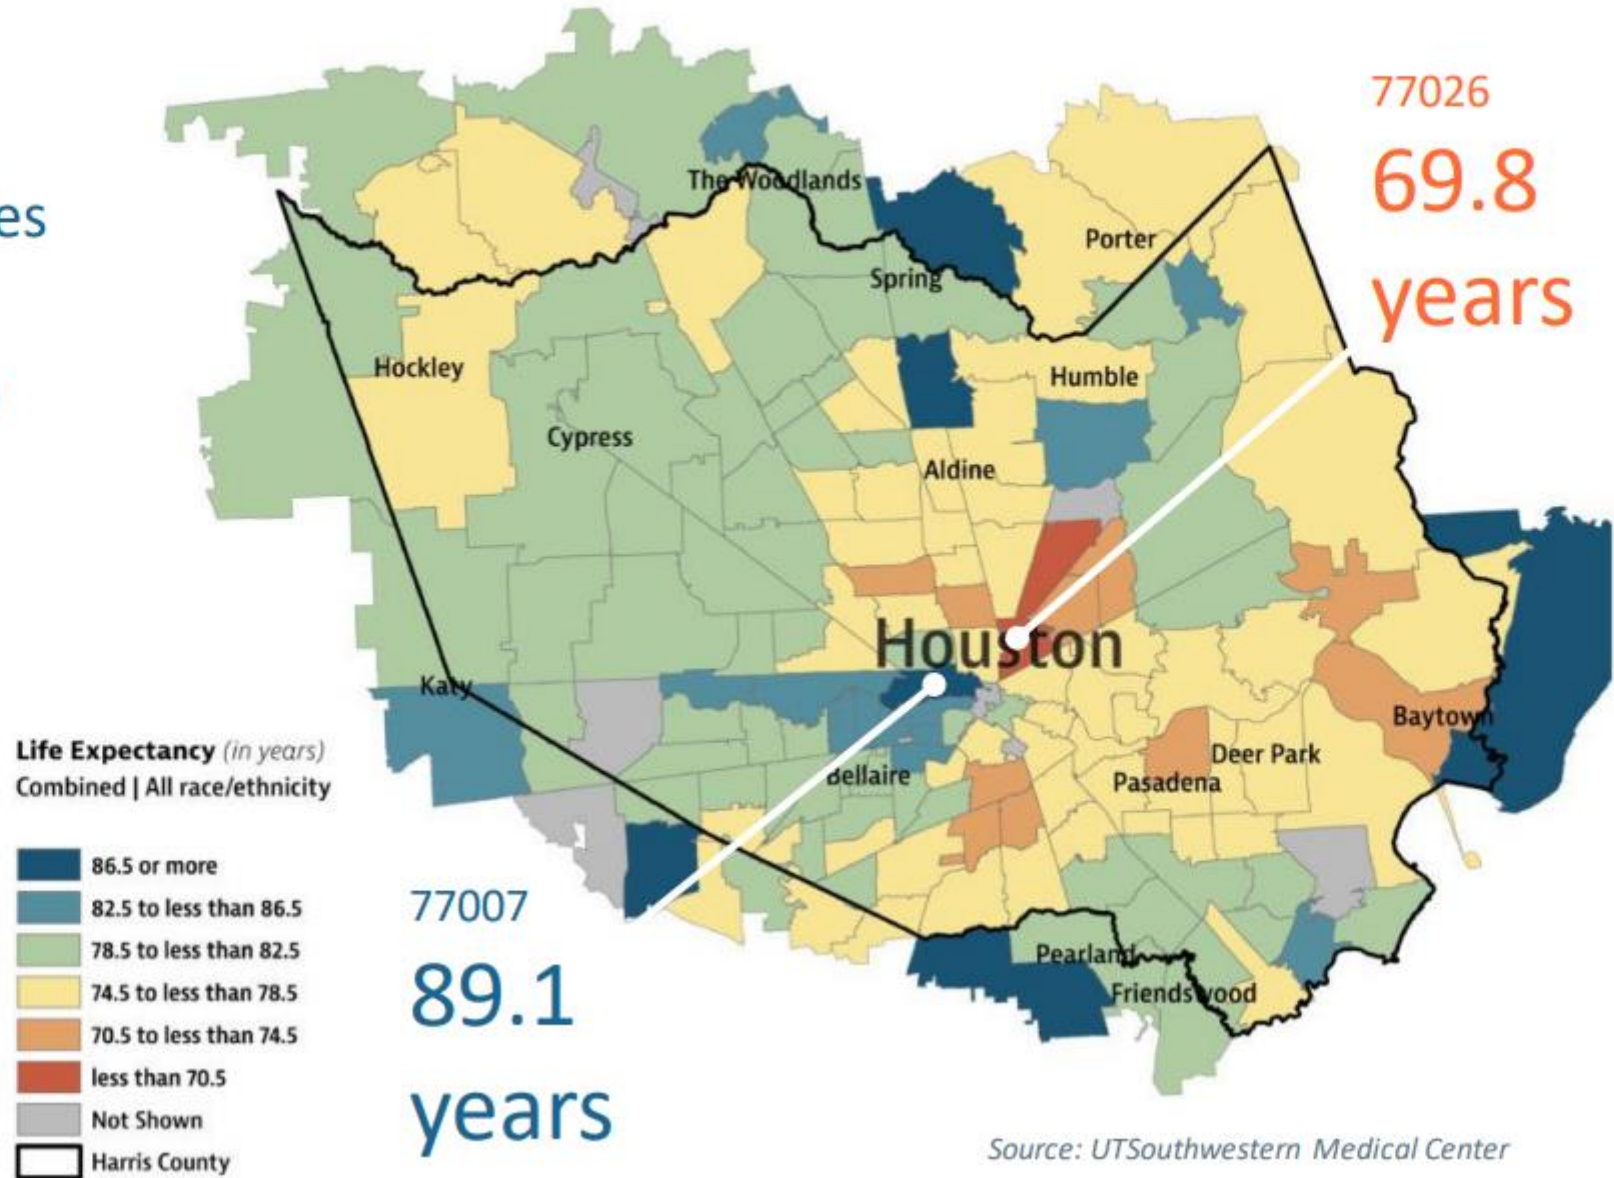 es
77026
69.8
years
The Woodlands
Porter
Spring
Hockley
Humble
Cypress
Aldine
Houston
Katy
Baytown
Deer Park
Pasadena
Bellaire
Pearland
Friendswood
Life Expectancy (in years)
Combined | All race/ethnicity
86.5 or more
82.5 to less than 86.5
78.5 to less than 82.5
74.5 to less than 78.5
70.5 to less than 74.5
less than 70.5
Not Shown
Harris County
77007
89.1
years
Source: UTSouthwestern Medical Center